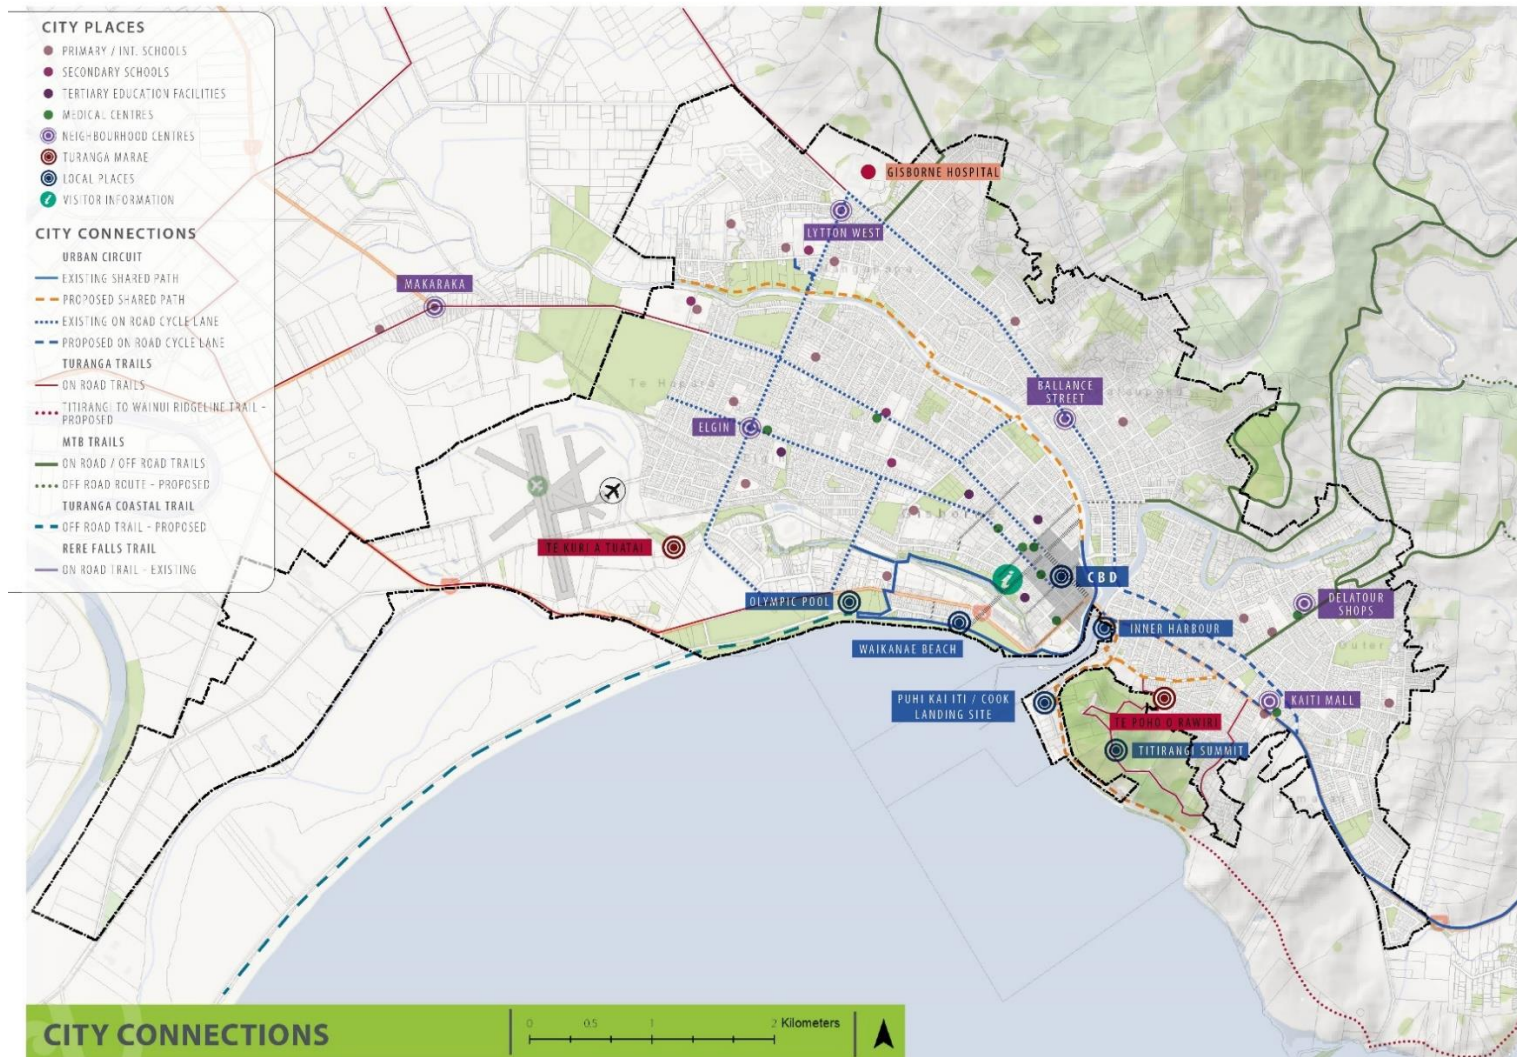 CITY PLACES
PRIMARY / INT. SCHOOLS
SECONDARY SCHOOLS
TERTIARY EDUCATION FACILITIES
MEDICAL CENTRES
NEIGHBOURHOOD CENTRES
TURANGA MARAE
LOCAL PLACES
i VISITOR INFORMATION
CITY CONNECTIONS
URBAN CIRCUIT
EXISTING SHARED PATH
PROPOSED SHARED PATH
EXISTING ON ROAD CYCLE LANE
PROPOSED ON ROAD CYCLE LANE
TURANGA TRAILS
ON ROAD TRAILS
TITIRANGI TO WAINUI RIDGELINE TRAIL -
PROPOSED
MTB TRAILS
ON ROAD / OFF ROAD TRAILS
OFF ROAD ROUTE - PROPOSED
TURANGA COASTAL TRAIL
OFF ROAD TRAIL - PROPOSED
RERE FALLS TRAIL
ON ROAD TRAIL - EXISTING
GISBORNE HOSPITAL
LYTTON WEST
MAKARAKA
Te Hapara
BALLANCE
STREET
ELGIN
TE KURI A TUATAI
i
CBD
OLYMPIC POOL
DELATOUR
SHOPS
INNER HARBOUR
WAIKANAE BEACH
PUHI KAI ITI / COOK
LANDING SITE
KAITI MALL
TE POHO O RAWIRI
TITIRANGI SUMMIT
CITY CONNECTIONS
0 0.5 1 2 Kilometers